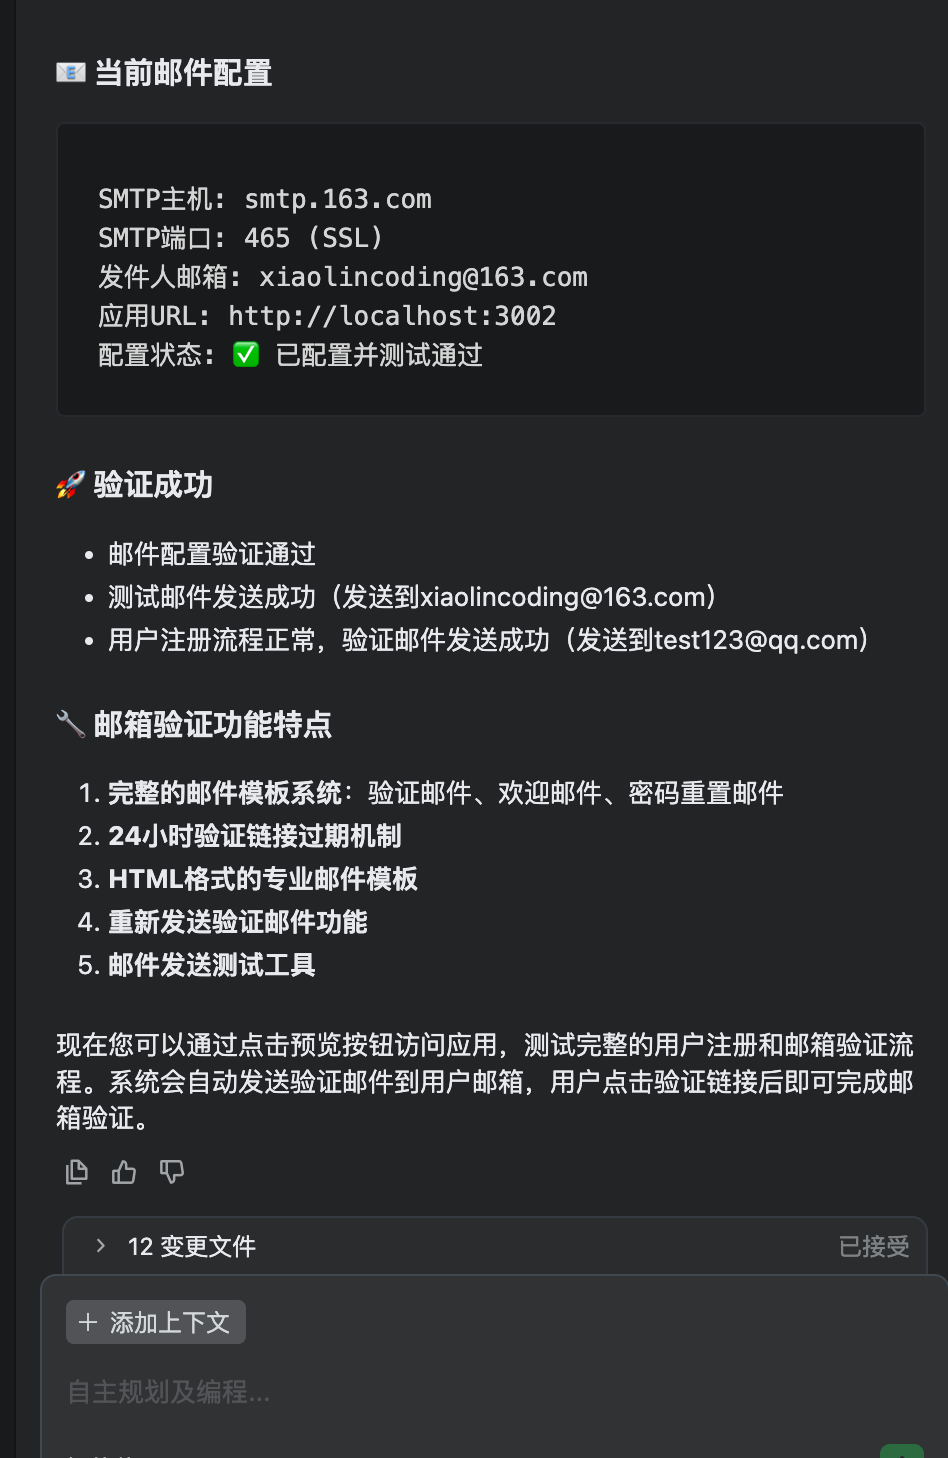 📧 当前邮件配置
SMTP主机: smtp.163.com
SMTP端口: 465 (SSL)
发件人邮箱: xiaolincoding@163.com
应用URL: http://localhost:3002
配置状态: ✅ 已配置并测试通过
🚀 验证成功
• 邮件配置验证通过
• 测试邮件发送成功（发送到xiaolincoding@163.com）
• 用户注册流程正常，验证邮件发送成功（发送到test123@qq.com）
🔧 邮箱验证功能特点
1. 完整的邮件模板系统：验证邮件、欢迎邮件、密码重置邮件
2. 24小时验证链接过期机制
3. HTML格式的专业邮件模板
4. 重新发送验证邮件功能
5. 邮件发送测试工具
现在您可以通过点击预览按钮访问应用，测试完整的用户注册和邮箱验证流
程。系统会自动发送验证邮件到用户邮箱，用户点击验证链接后即可完成邮
箱验证。
12 变更文件 已接受
添加上下文
自主规划及编程...